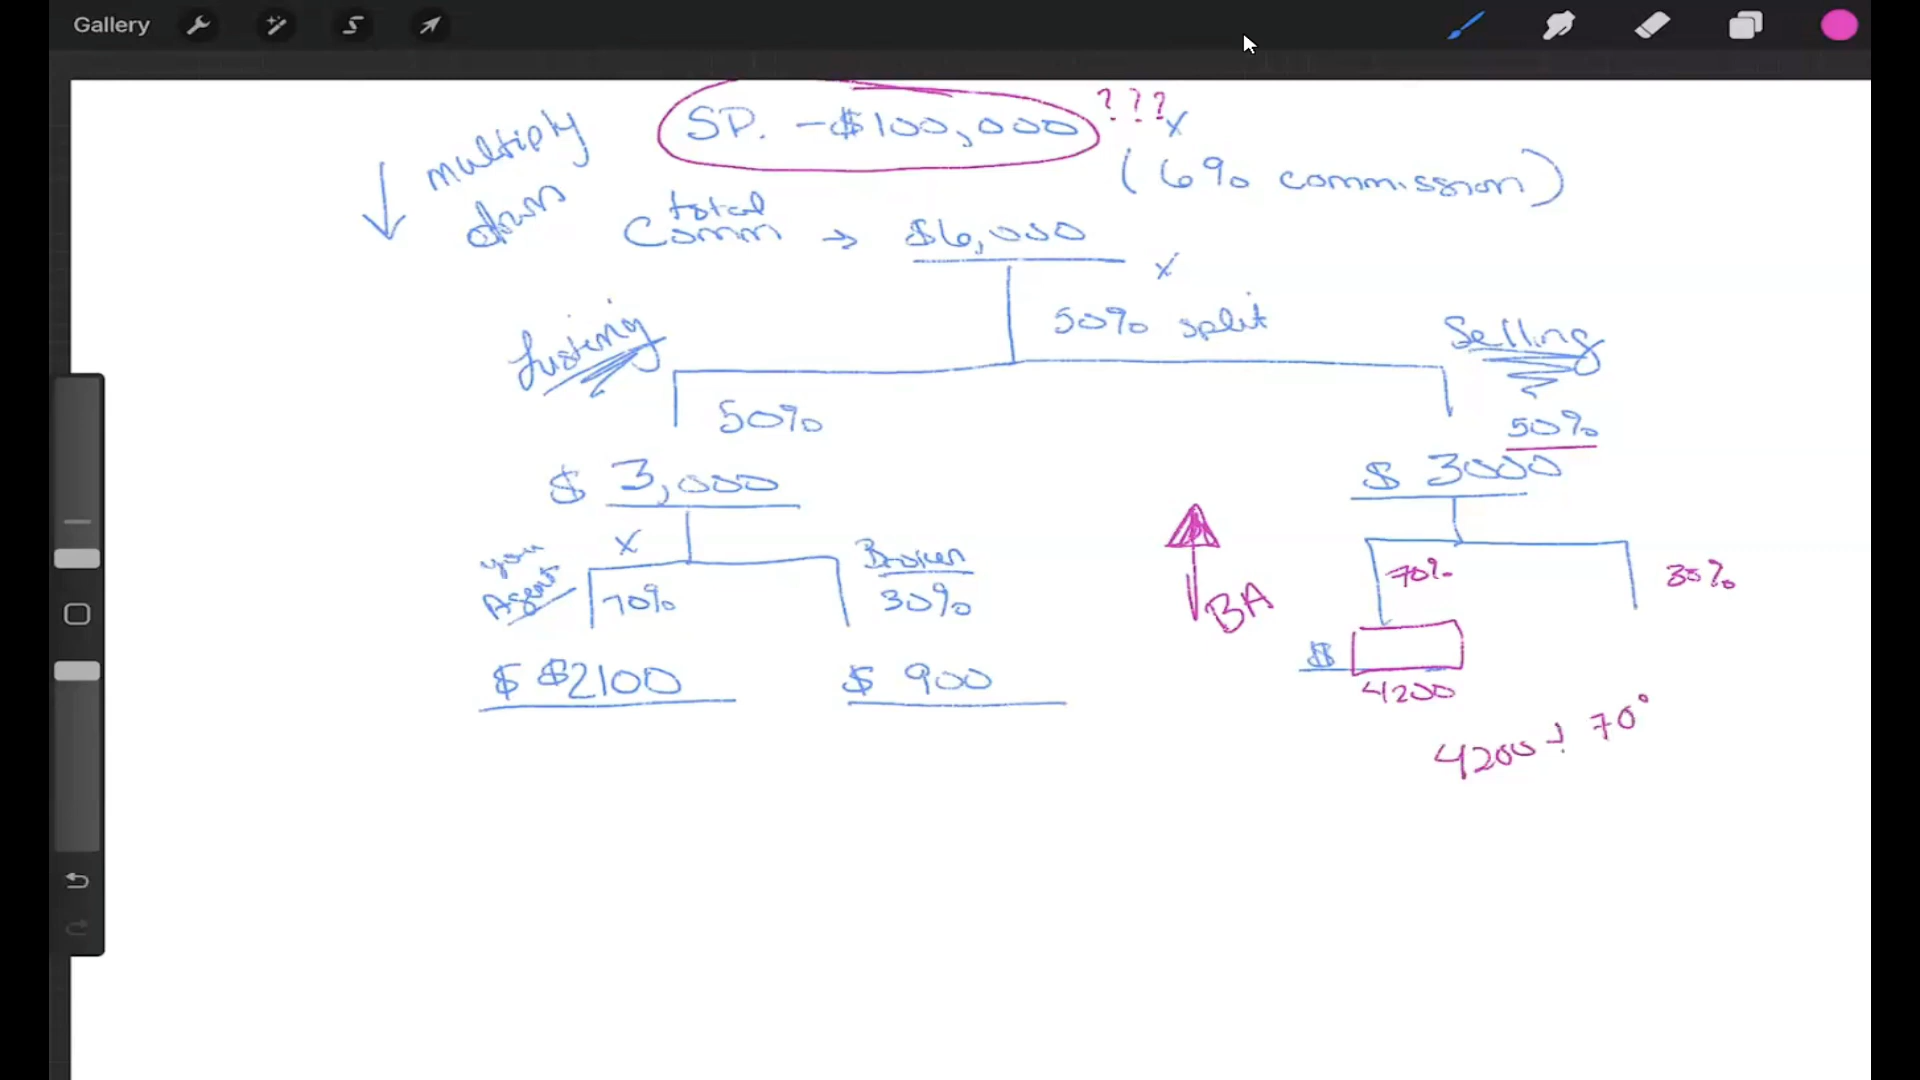 Gallery
SP. - $100,000 ??? x
multiply down
(6% commission)
total
Comm → $6,000
x
50% split
Listing
Selling
50%
50%
$ 3,000
$ 3000
x
you
Agent
70%
Broker
30%
70%
30%
BA
$ $2100
$ 900
$
4200
4200 ÷ 70°